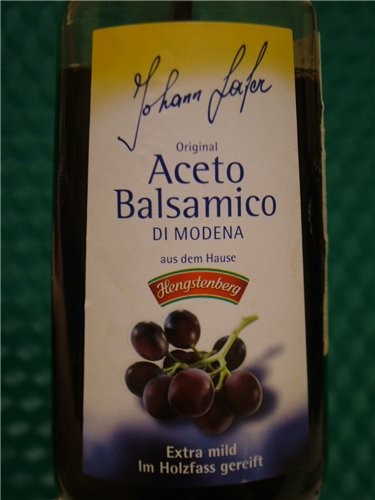 Johann Lafer
Original
Aceto
Balsamico
DI MODENA
aus dem Hause
Hengstenberg
Extra mild
Im Holzfass gereift